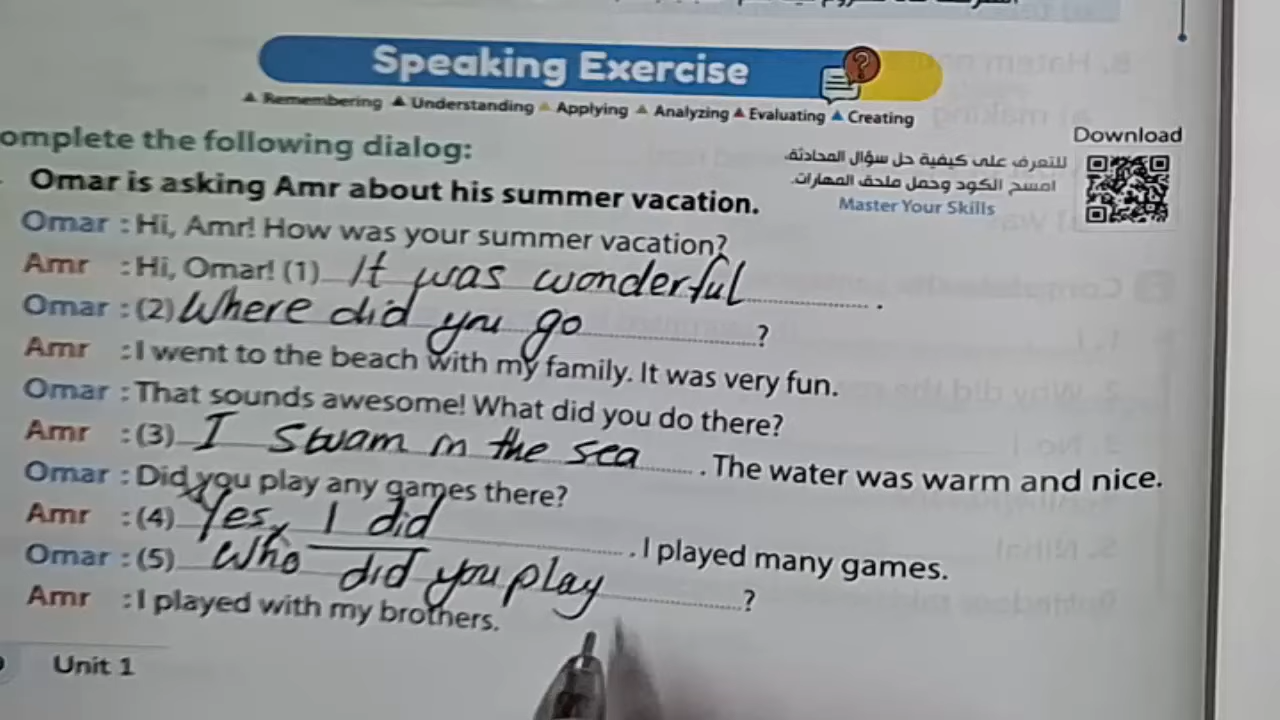 Speaking Exercise
▲ Remembering ▲ Understanding ▲ Applying ▲ Analyzing ▲ Evaluating ▲ Creating
omplete the following dialog:
Download
للتعرف على كيفية حل سؤال المحادثة،
امسح الكود وحمل ملحق المهارات.
Master Your Skills
Omar is asking Amr about his summer vacation.
Omar : Hi, Amr! How was your summer vacation?
Amr : Hi, Omar! (1) It was wonderful .
Omar : (2) Where did you go ?
Amr : I went to the beach with my family. It was very fun.
Omar : That sounds awesome! What did you do there?
Amr : (3) I swam in the sea . The water was warm and nice.
Omar : Did you play any games there?
Amr : (4) Yes, I did . I played many games.
Omar : (5) Who did you play ?
Amr : I played with my brothers.
Unit 1